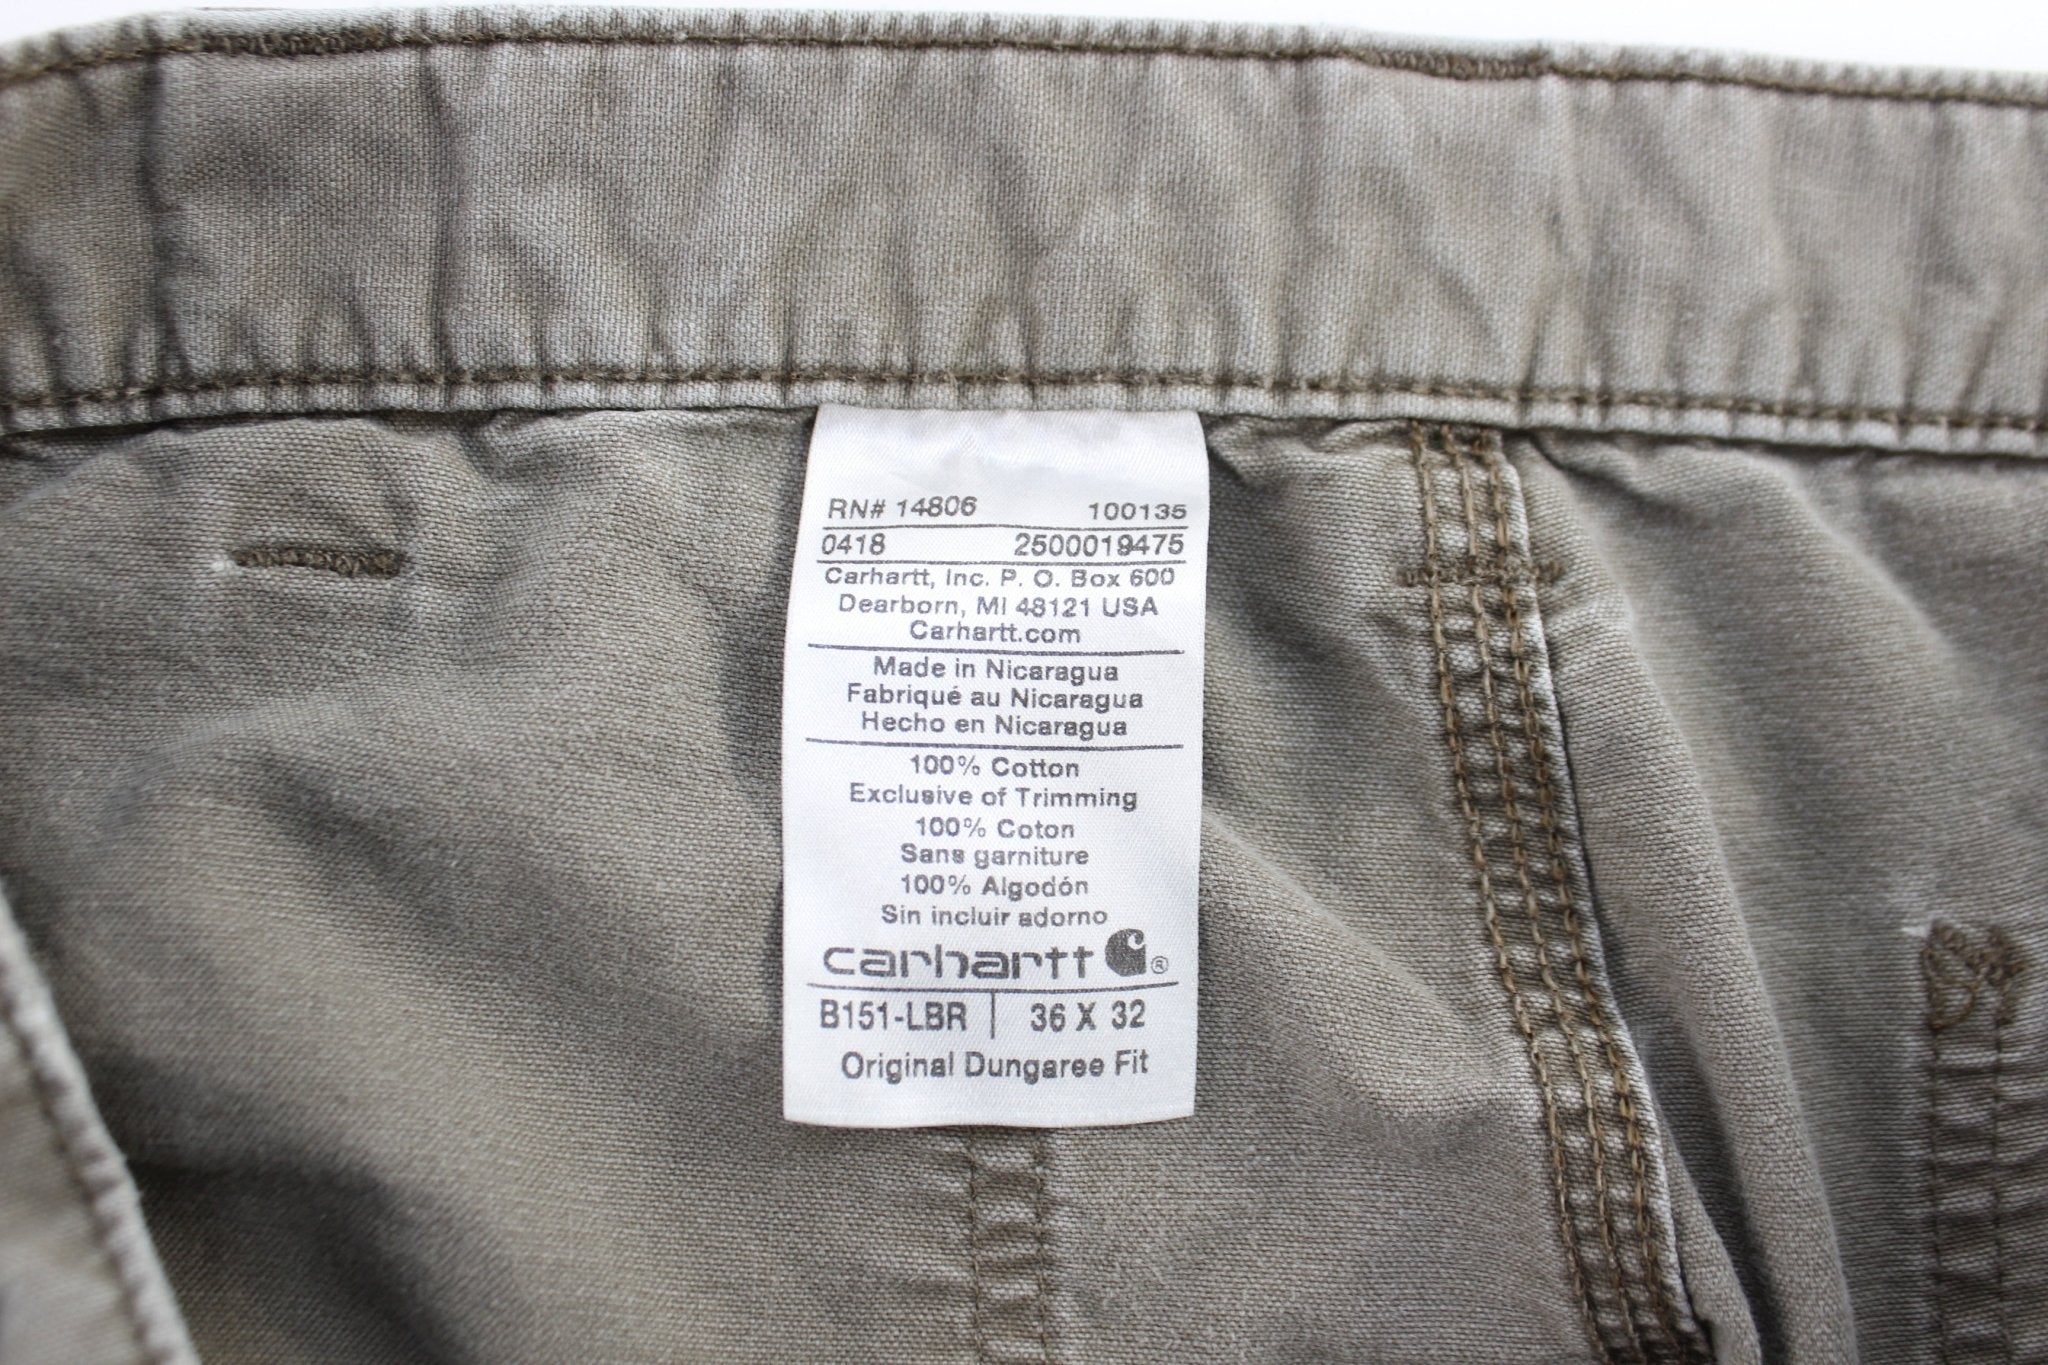 RN# 14806 100135
0418 2500019475
Carhartt, Inc. P. O. Box 600
Dearborn, MI 48121 USA
Carhartt.com
Made in Nicaragua
Fabriqué au Nicaragua
Hecho en Nicaragua
100% Cotton
Exclusive of Trimming
100% Coton
Sans garniture
100% Algodón
Sin incluir adorno
carhartt ®
B151-LBR | 36 X 32
Original Dungaree Fit